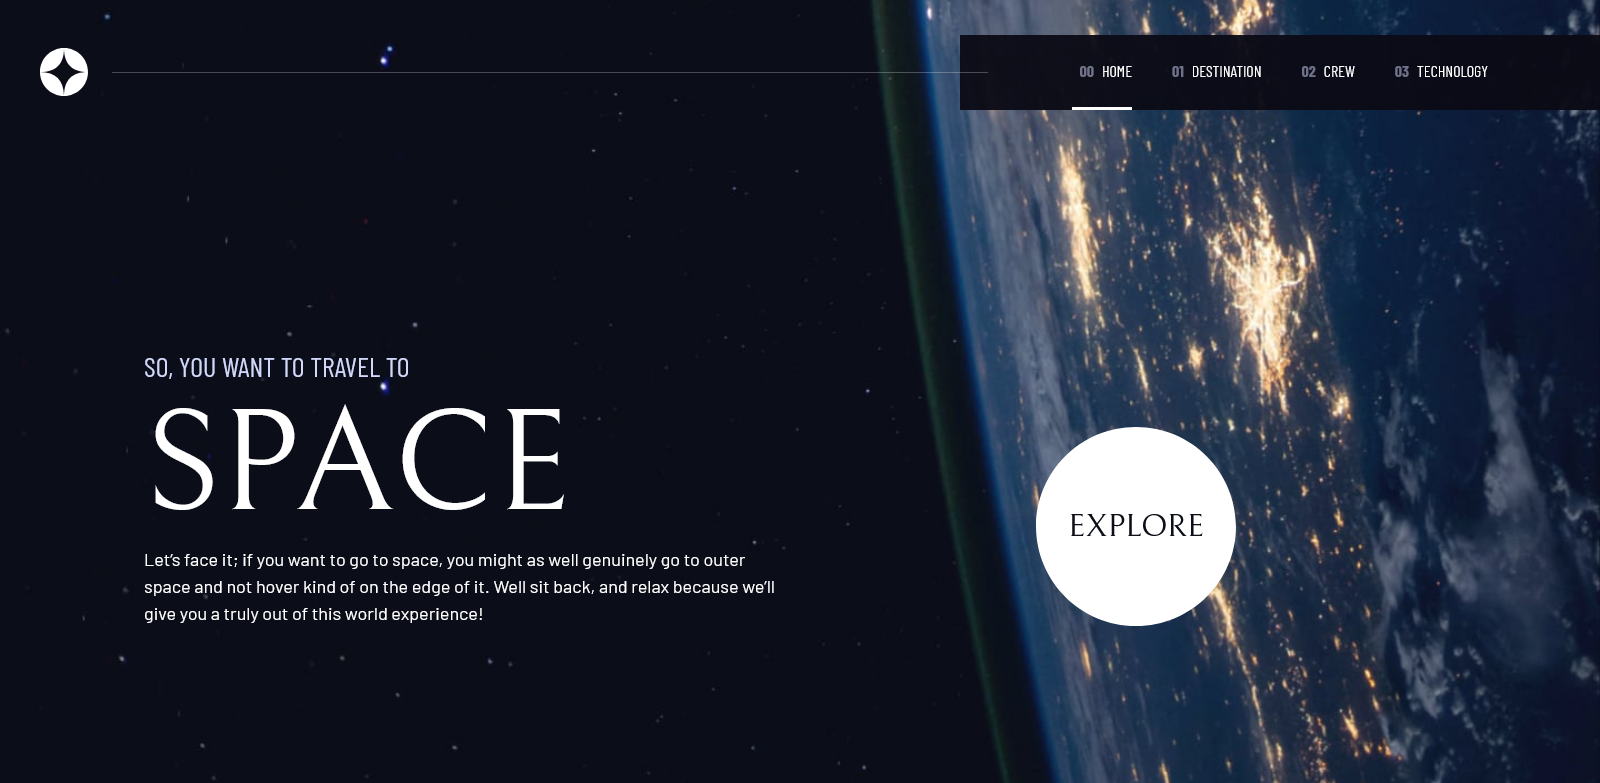 00 HOME 01 DESTINATION 02 CREW 03 TECHNOLOGY
SO, YOU WANT TO TRAVEL TO
SPACE
Let’s face it; if you want to go to space, you might as well genuinely go to outer
space and not hover kind of on the edge of it. Well sit back, and relax because we’ll
give you a truly out of this world experience!
EXPLORE